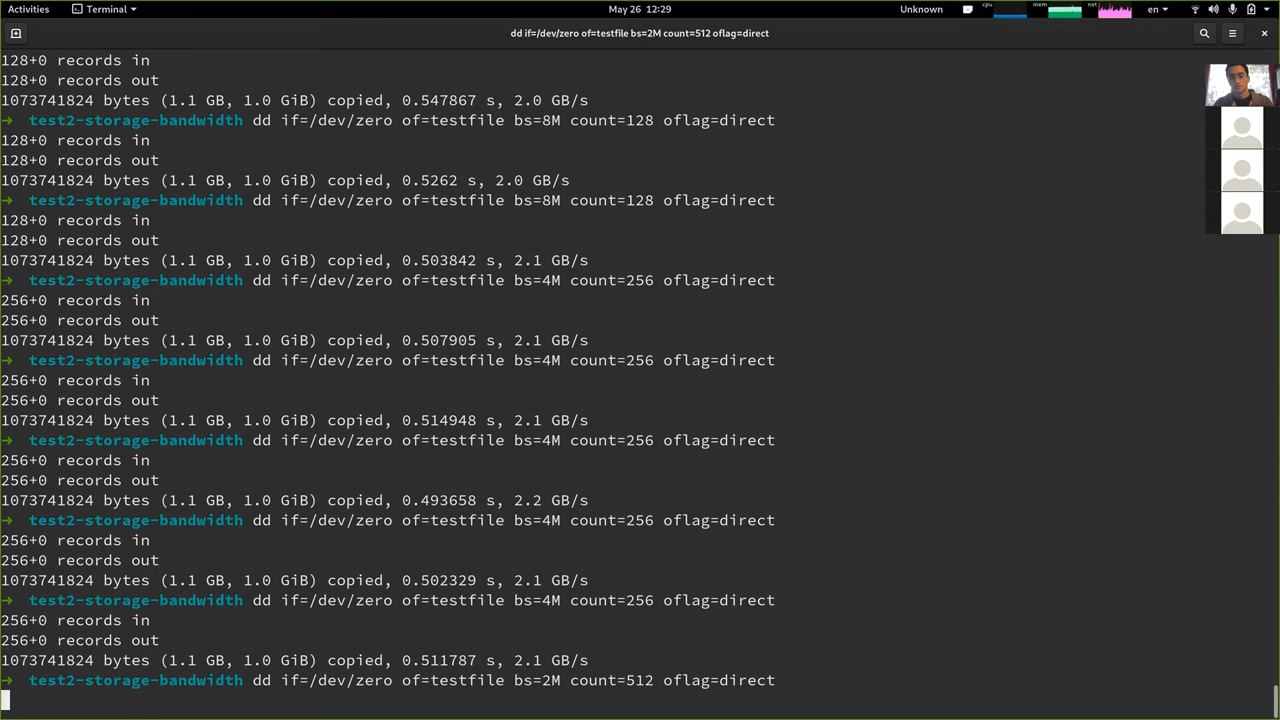 Activities Terminal May 26 12:29 Unknown cpu mem net en
dd if=/dev/zero of=testfile bs=2M count=512 oflag=direct
128+0 records in
128+0 records out
1073741824 bytes (1.1 GB, 1.0 GiB) copied, 0.547867 s, 2.0 GB/s
→ test2-storage-bandwidth dd if=/dev/zero of=testfile bs=8M count=128 oflag=direct
128+0 records in
128+0 records out
1073741824 bytes (1.1 GB, 1.0 GiB) copied, 0.5262 s, 2.0 GB/s
→ test2-storage-bandwidth dd if=/dev/zero of=testfile bs=8M count=128 oflag=direct
128+0 records in
128+0 records out
1073741824 bytes (1.1 GB, 1.0 GiB) copied, 0.503842 s, 2.1 GB/s
→ test2-storage-bandwidth dd if=/dev/zero of=testfile bs=4M count=256 oflag=direct
256+0 records in
256+0 records out
1073741824 bytes (1.1 GB, 1.0 GiB) copied, 0.507905 s, 2.1 GB/s
→ test2-storage-bandwidth dd if=/dev/zero of=testfile bs=4M count=256 oflag=direct
256+0 records in
256+0 records out
1073741824 bytes (1.1 GB, 1.0 GiB) copied, 0.514948 s, 2.1 GB/s
→ test2-storage-bandwidth dd if=/dev/zero of=testfile bs=4M count=256 oflag=direct
256+0 records in
256+0 records out
1073741824 bytes (1.1 GB, 1.0 GiB) copied, 0.493658 s, 2.2 GB/s
→ test2-storage-bandwidth dd if=/dev/zero of=testfile bs=4M count=256 oflag=direct
256+0 records in
256+0 records out
1073741824 bytes (1.1 GB, 1.0 GiB) copied, 0.502329 s, 2.1 GB/s
→ test2-storage-bandwidth dd if=/dev/zero of=testfile bs=4M count=256 oflag=direct
256+0 records in
256+0 records out
1073741824 bytes (1.1 GB, 1.0 GiB) copied, 0.511787 s, 2.1 GB/s
→ test2-storage-bandwidth dd if=/dev/zero of=testfile bs=2M count=512 oflag=direct